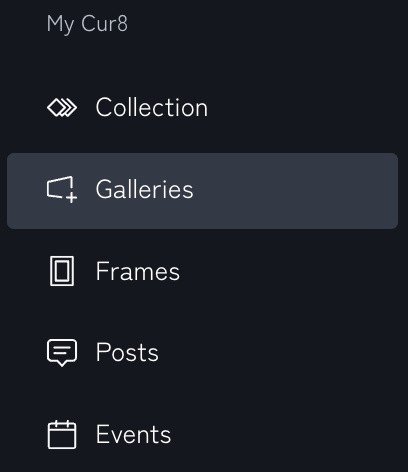 My Cur8
Collection
Galleries
Frames
Posts
Events